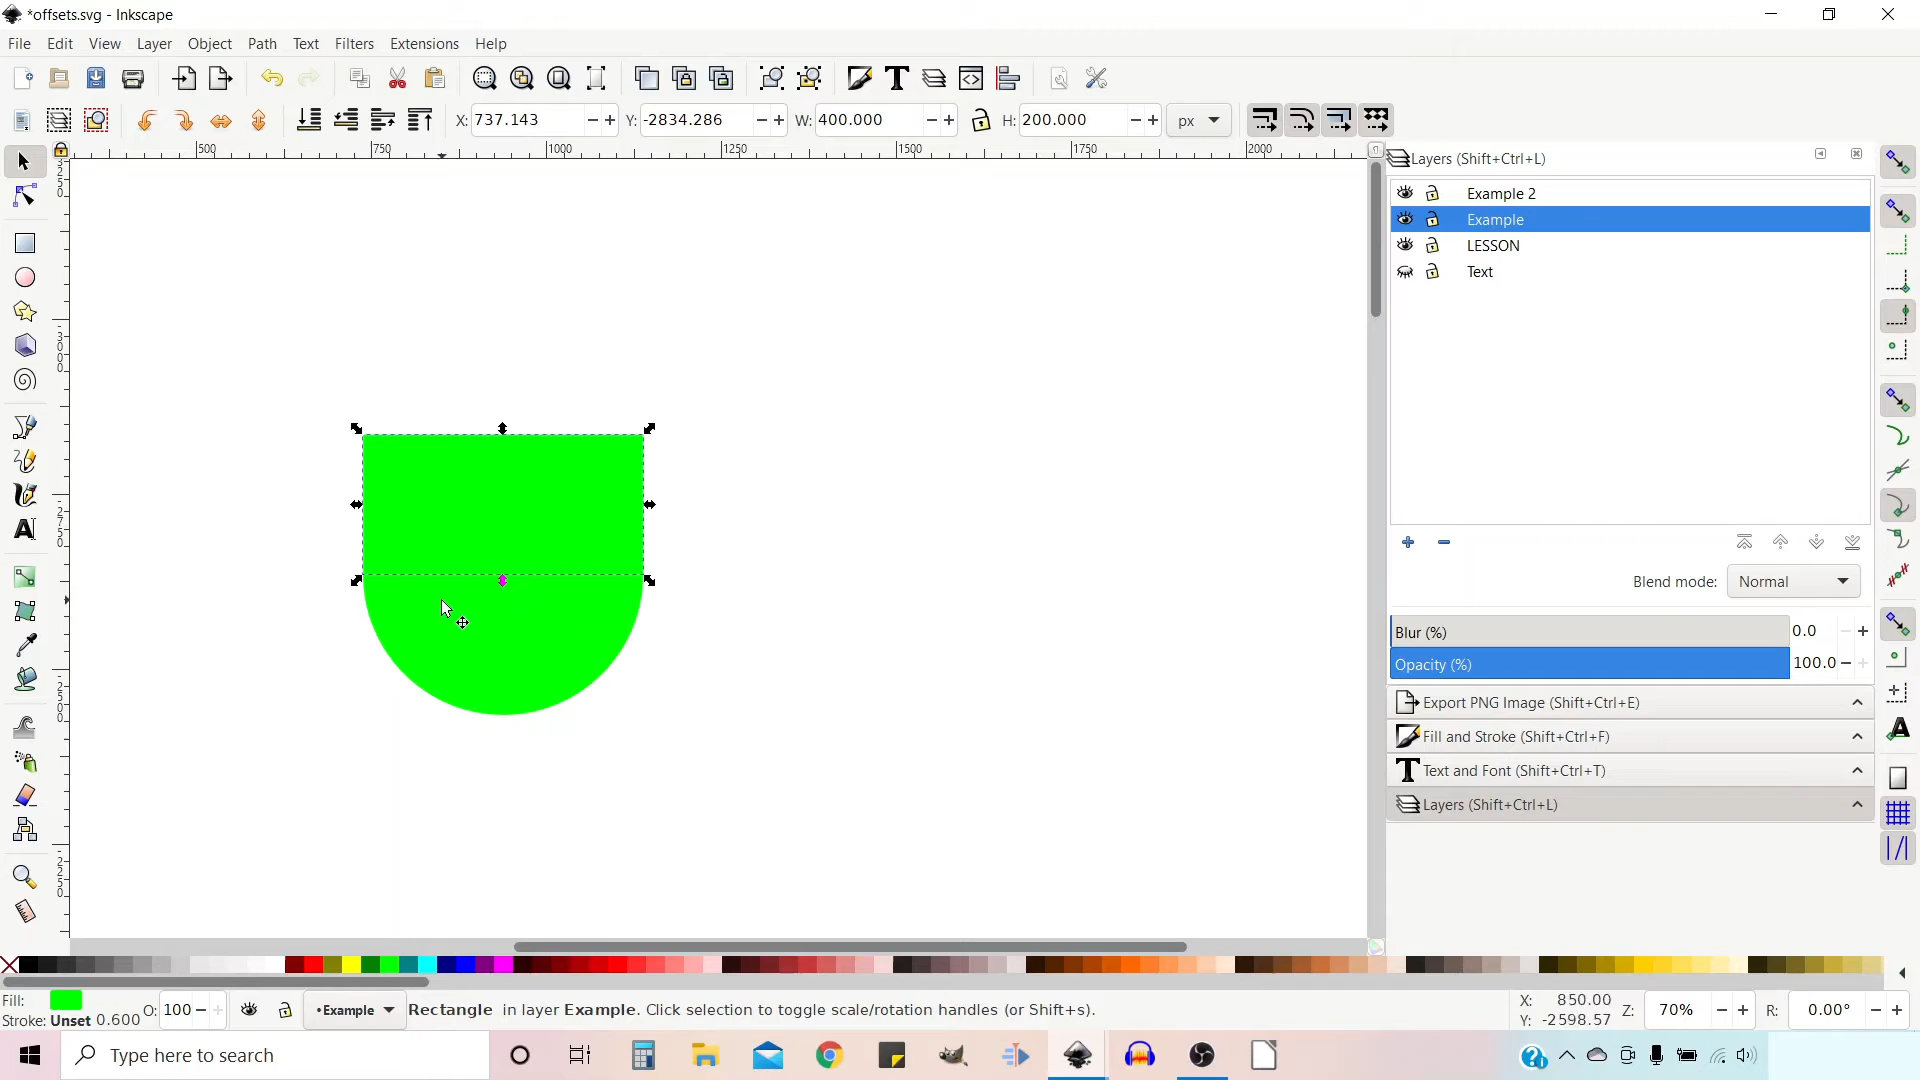 *offsets.svg - Inkscape
File Edit View Layer Object Path Text Filters Extensions Help
X: 737.143 Y: -2834.286 W: 400.000 H: 200.000 px
500 750 1000 1250 1500 1750 2000
Layers (Shift+Ctrl+L)
Example 2
Example
LESSON
Text
Blend mode: Normal
Blur (%) 0.0
Opacity (%) 100.0
Export PNG Image (Shift+Ctrl+E)
Fill and Stroke (Shift+Ctrl+F)
Text and Font (Shift+Ctrl+T)
Layers (Shift+Ctrl+L)
Fill:
Stroke: Unset 0.600 O: 100 •Example Rectangle in layer Example. Click selection to toggle scale/rotation handles (or Shift+s).
X: 850.00
Y: -2598.57
Z: 70% R: 0.00°
Type here to search